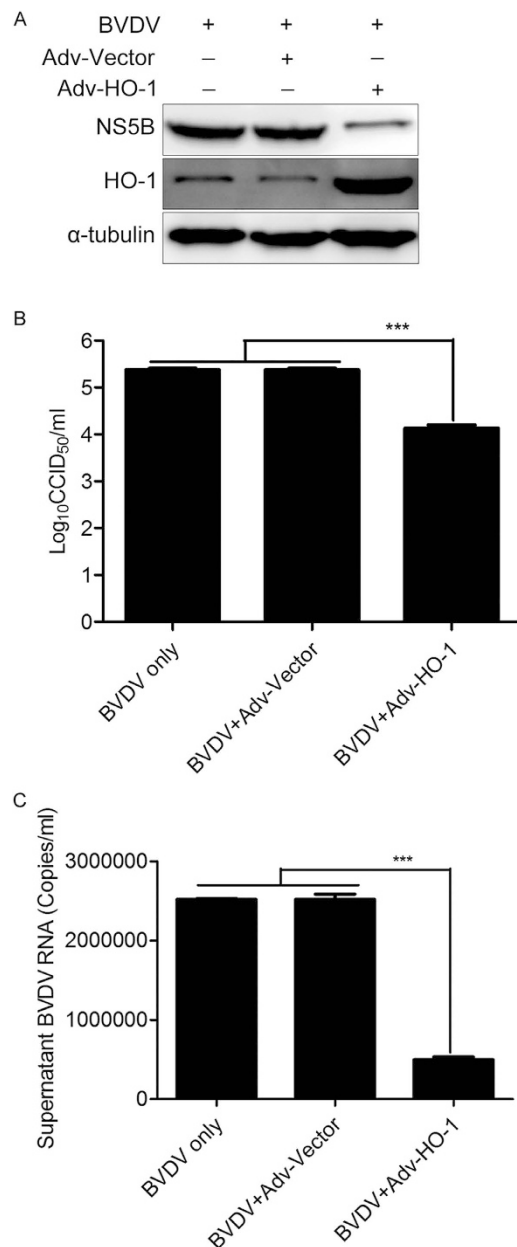 A
BVDV + + +
Adv-Vector – + –
Adv-HO-1 – – +
NS5B
HO-1
α-tubulin
B
***
6
5
4
3
2
1
0
Log₁₀CCID₅₀/ml
BVDV only
BVDV+Adv-Vector
BVDV+Adv-HO-1
C
***
3000000
2000000
1000000
0
Supernatant BVDV RNA (Copies/ml)
BVDV only
BVDV+Adv-Vector
BVDV+Adv-HO-1